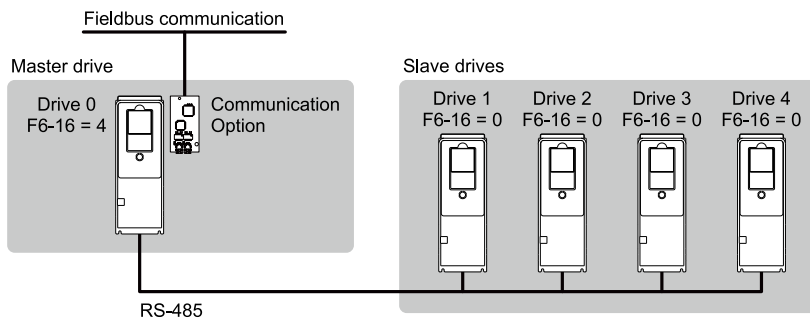 Fieldbus communication
Master drive
Drive 0
F6-16 = 4
Communication
Option
Slave drives
Drive 1
F6-16 = 0
Drive 2
F6-16 = 0
Drive 3
F6-16 = 0
Drive 4
F6-16 = 0
RS-485